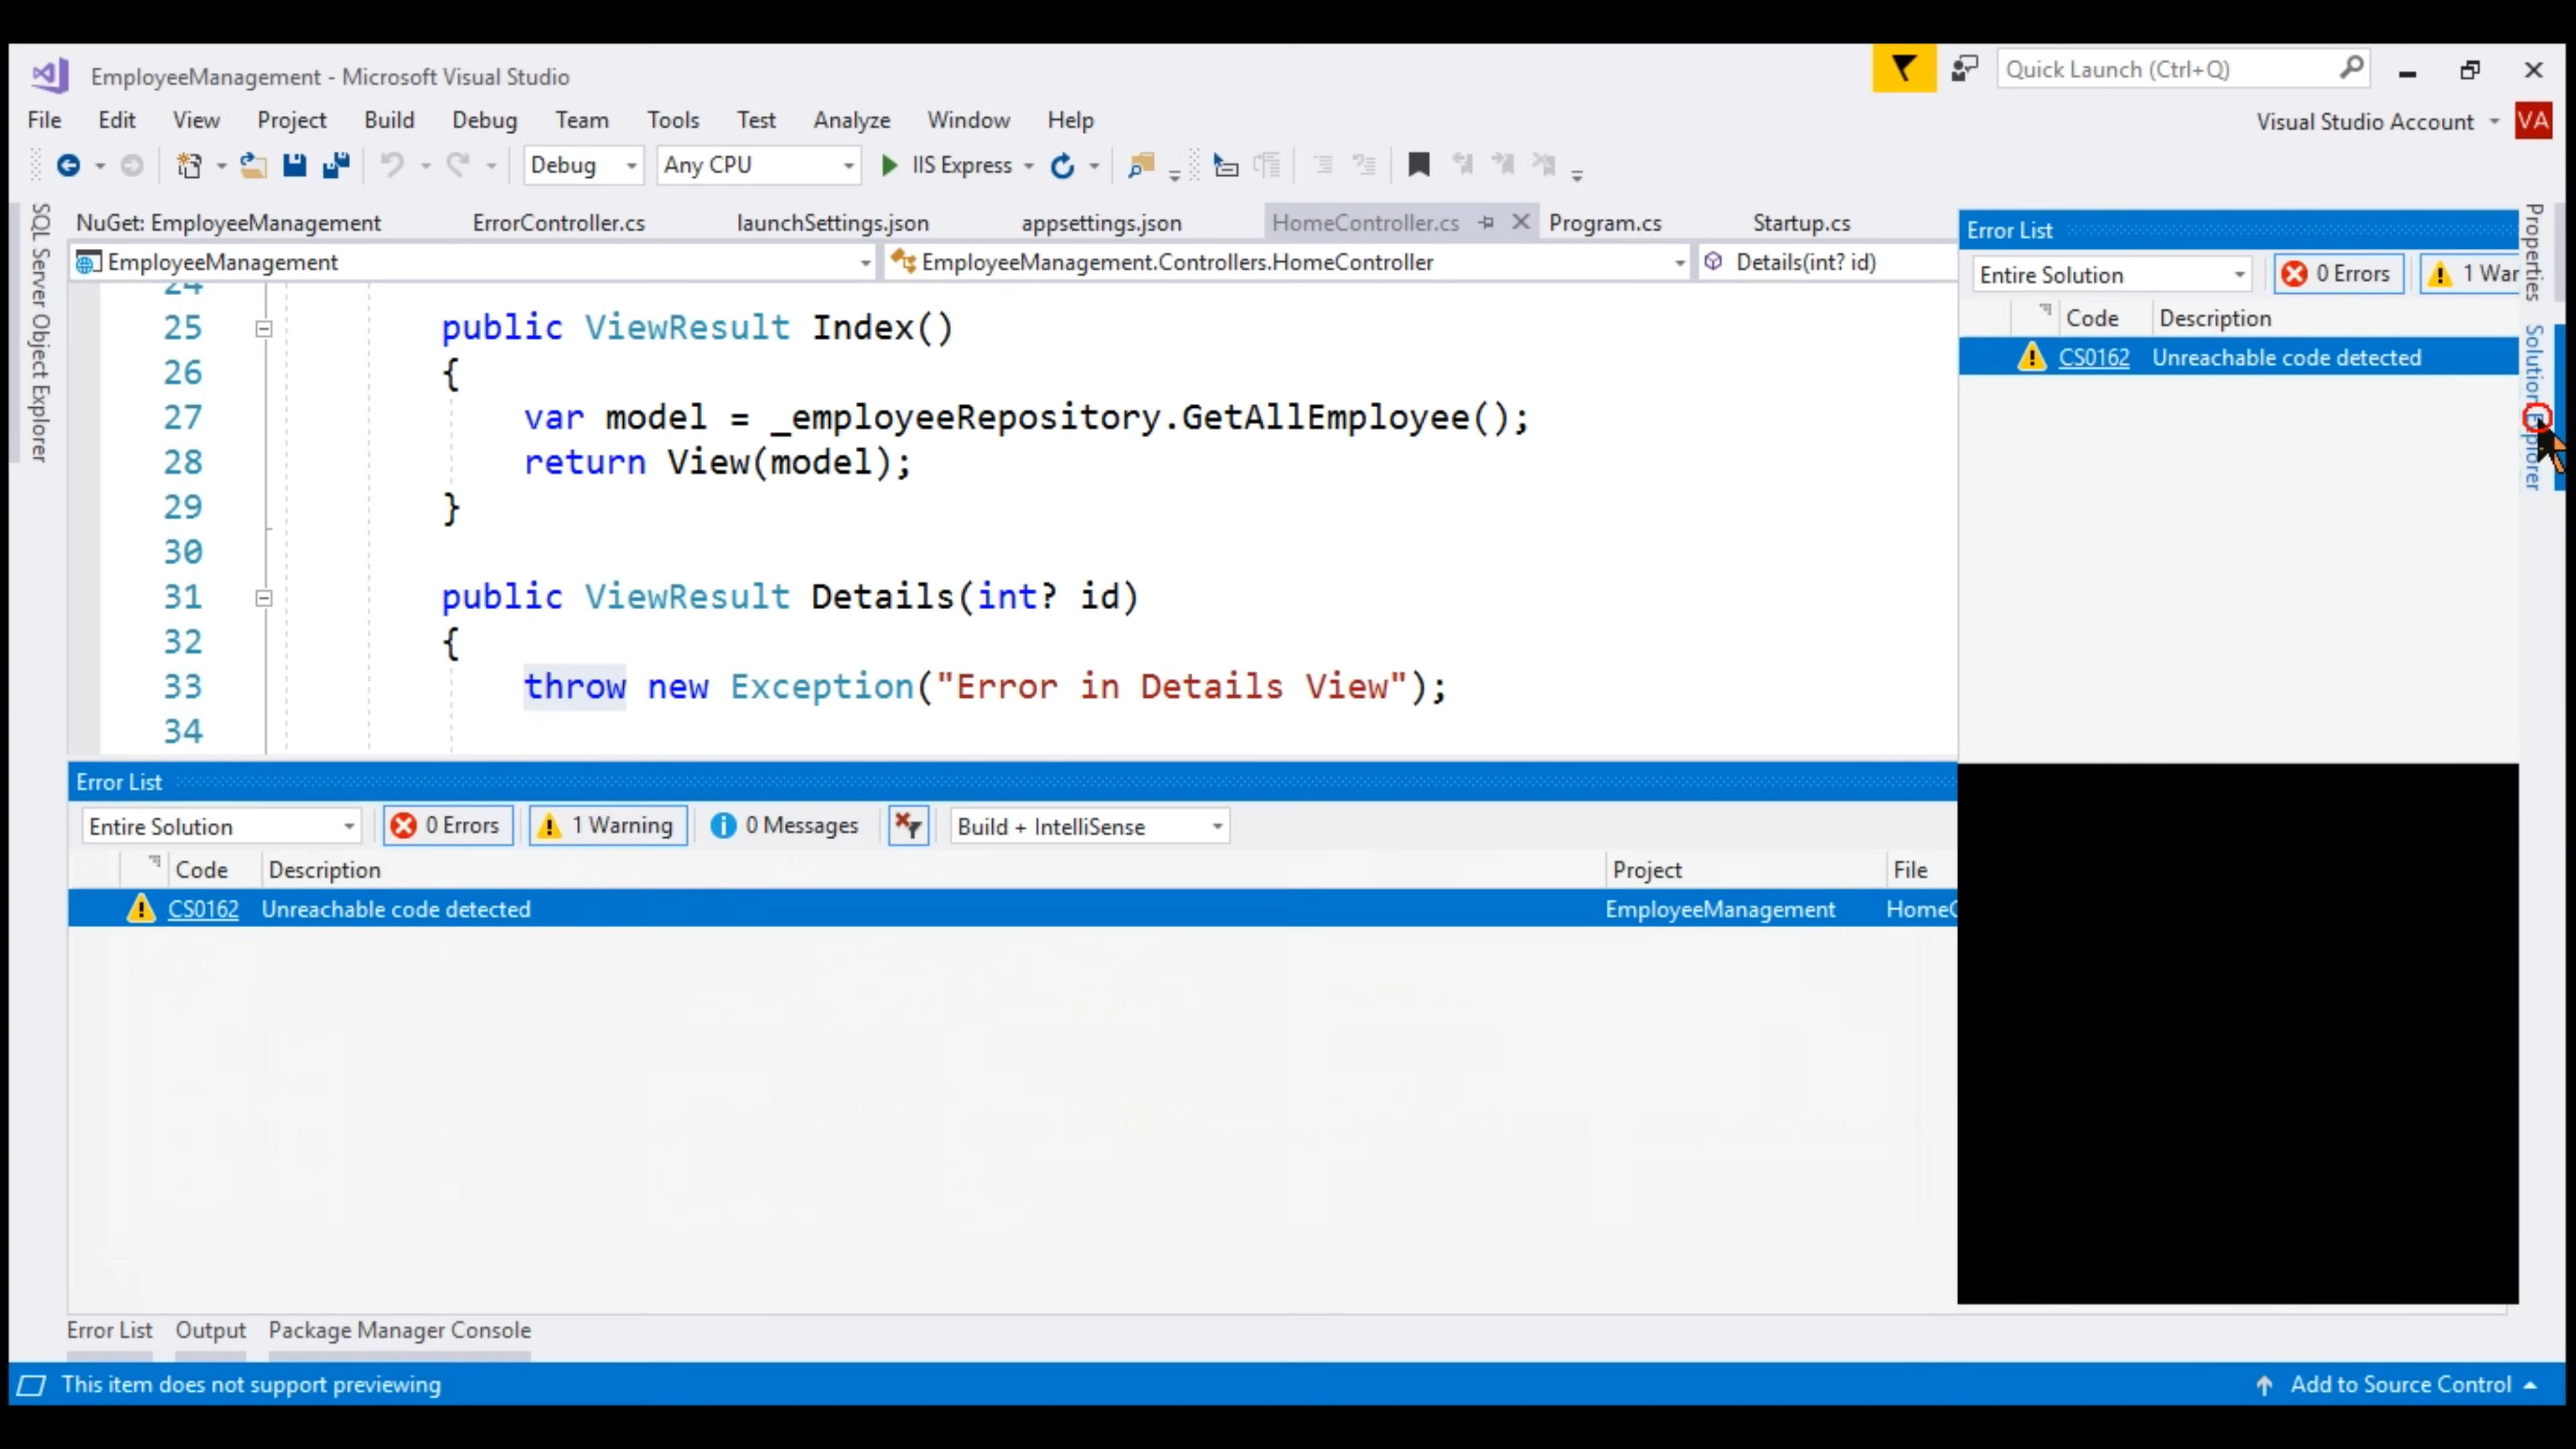 EmployeeManagement - Microsoft Visual Studio
Quick Launch (Ctrl+Q)
File Edit View Project Build Debug Team Tools Test Analyze Window Help
Visual Studio Account VA
Debug Any CPU IIS Express
SQL Server Object Explorer
NuGet: EmployeeManagement ErrorController.cs launchSettings.json appsettings.json HomeController.cs Program.cs Startup.cs
EmployeeManagement EmployeeManagement.Controllers.HomeController Details(int? id)
24
25 public ViewResult Index()
26 {
27 var model = _employeeRepository.GetAllEmployee();
28 return View(model);
29 }
30
31 public ViewResult Details(int? id)
32 {
33 throw new Exception("Error in Details View");
34
Error List
Entire Solution 0 Errors 1 War
Code Description
CS0162 Unreachable code detected
Properties
Solution Explorer
Error List
Entire Solution 0 Errors 1 Warning 0 Messages Build + IntelliSense
Code Description Project File
CS0162 Unreachable code detected EmployeeManagement HomeC
Error List Output Package Manager Console
This item does not support previewing
Add to Source Control